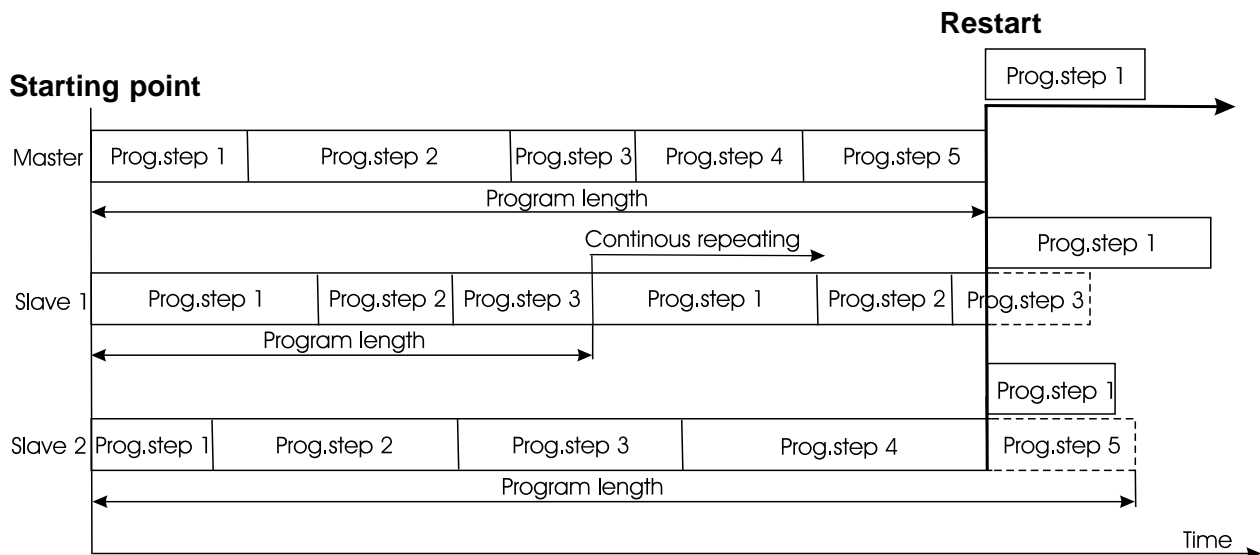 Restart
Prog.step 1
Starting point
Master Prog.step 1 Prog.step 2 Prog.step 3 Prog.step 4 Prog.step 5
Program length
Prog.step 1
Continous repeating
Slave 1 Prog.step 1 Prog.step 2 Prog.step 3 Prog.step 1 Prog.step 2 Prog.step 3
Program length
Prog.step 1
Slave 2 Prog.step 1 Prog.step 2 Prog.step 3 Prog.step 4 Prog.step 5
Program length
Time